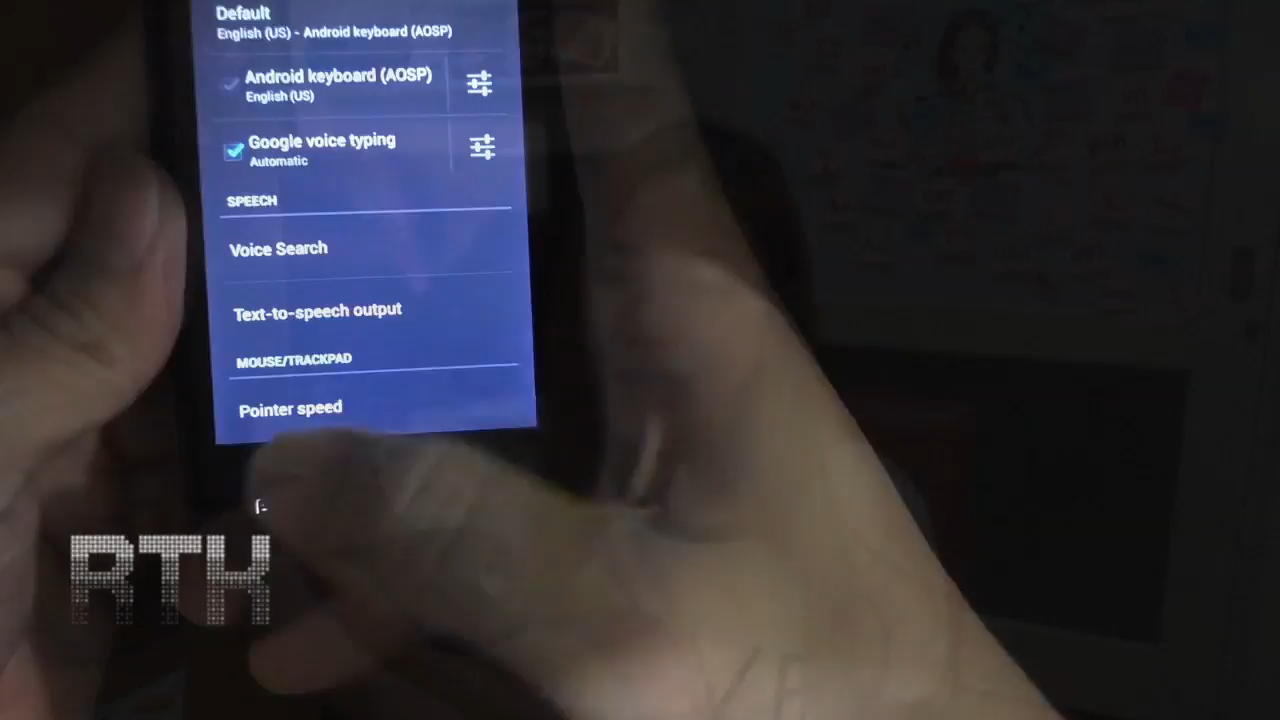 Default
English (US) - Android keyboard (AOSP)
Android keyboard (AOSP)
English (US)
Google voice typing
Automatic
SPEECH
Voice Search
Text-to-speech output
MOUSE/TRACKPAD
Pointer speed
RTK